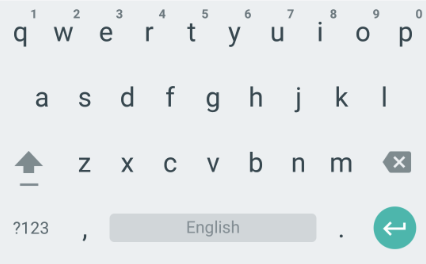 1 2 3 4 5 6 7 8 9 0
q w e r t y u i o p
a s d f g h j k l
z x c v b n m
?123 , English .